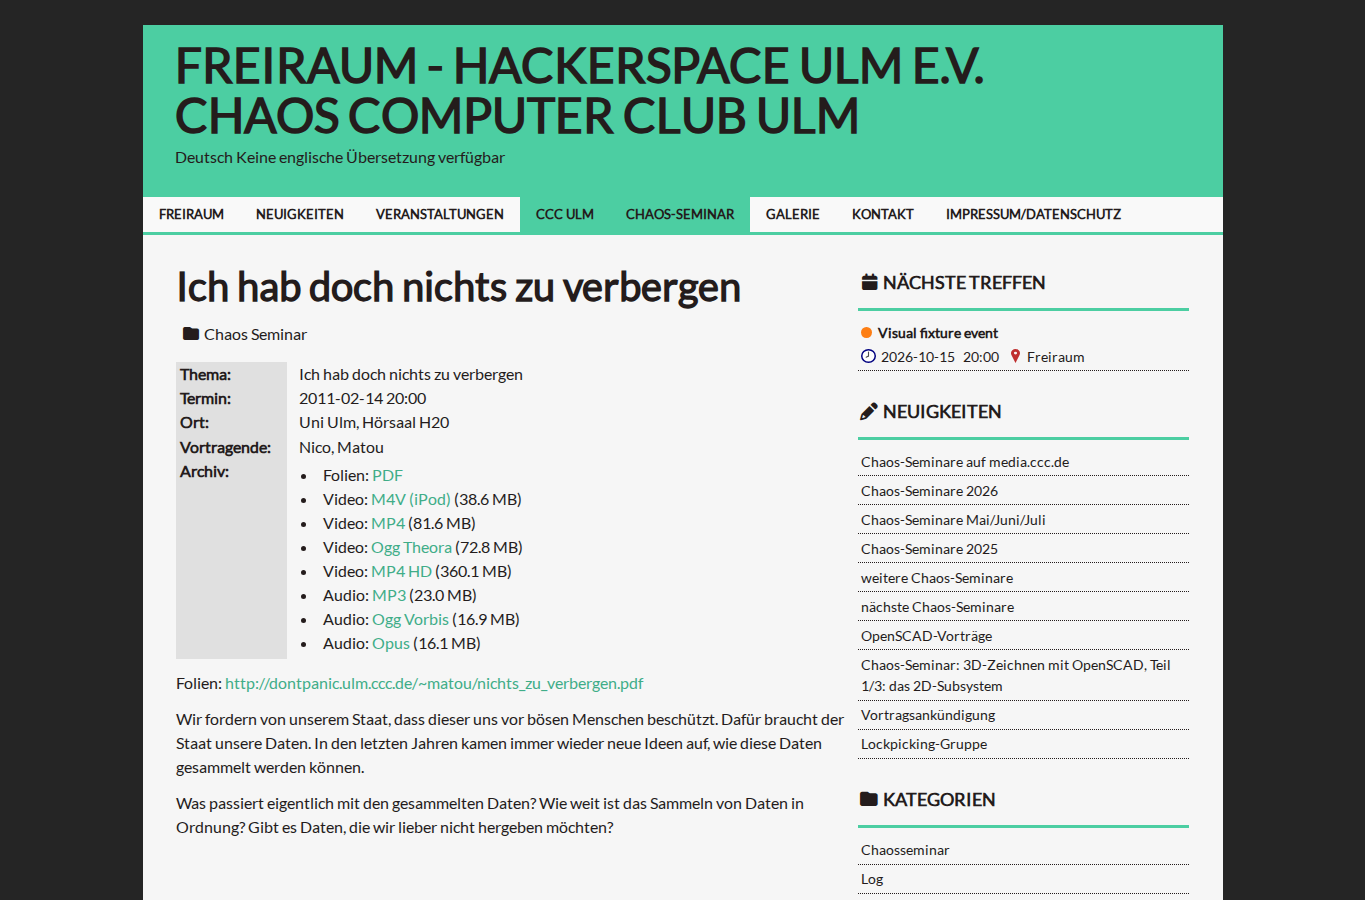 FREIRAUM - HACKERSPACE ULM E.V.
CHAOS COMPUTER CLUB ULM
Deutsch Keine englische Übersetzung verfügbar
FREIRAUM NEUIGKEITEN VERANSTALTUNGEN CCC ULM CHAOS-SEMINAR GALERIE KONTAKT IMPRESSUM/DATENSCHUTZ
Ich hab doch nichts zu verbergen
Chaos Seminar
Thema: Ich hab doch nichts zu verbergen
Termin: 2011-02-14 20:00
Ort: Uni Ulm, Hörsaal H20
Vortragende: Nico, Matou
Archiv:
• Folien: PDF
• Video: M4V (iPod) (38.6 MB)
• Video: MP4 (81.6 MB)
• Video: Ogg Theora (72.8 MB)
• Video: MP4 HD (360.1 MB)
• Audio: MP3 (23.0 MB)
• Audio: Ogg Vorbis (16.9 MB)
• Audio: Opus (16.1 MB)
Folien: http://dontpanic.ulm.ccc.de/~matou/nichts_zu_verbergen.pdf
Wir fordern von unserem Staat, dass dieser uns vor bösen Menschen beschützt. Dafür braucht der
Staat unsere Daten. In den letzten Jahren kamen immer wieder neue Ideen auf, wie diese Daten
gesammelt werden können.
Was passiert eigentlich mit den gesammelten Daten? Wie weit ist das Sammeln von Daten in
Ordnung? Gibt es Daten, die wir lieber nicht hergeben möchten?
NÄCHSTE TREFFEN
Visual fixture event
2026-10-15 20:00 Freiraum
NEUIGKEITEN
Chaos-Seminare auf media.ccc.de
Chaos-Seminare 2026
Chaos-Seminare Mai/Juni/Juli
Chaos-Seminare 2025
weitere Chaos-Seminare
nächste Chaos-Seminare
OpenSCAD-Vorträge
Chaos-Seminar: 3D-Zeichnen mit OpenSCAD, Teil
1/3: das 2D-Subsystem
Vortragsankündigung
Lockpicking-Gruppe
KATEGORIEN
Chaosseminar
Log